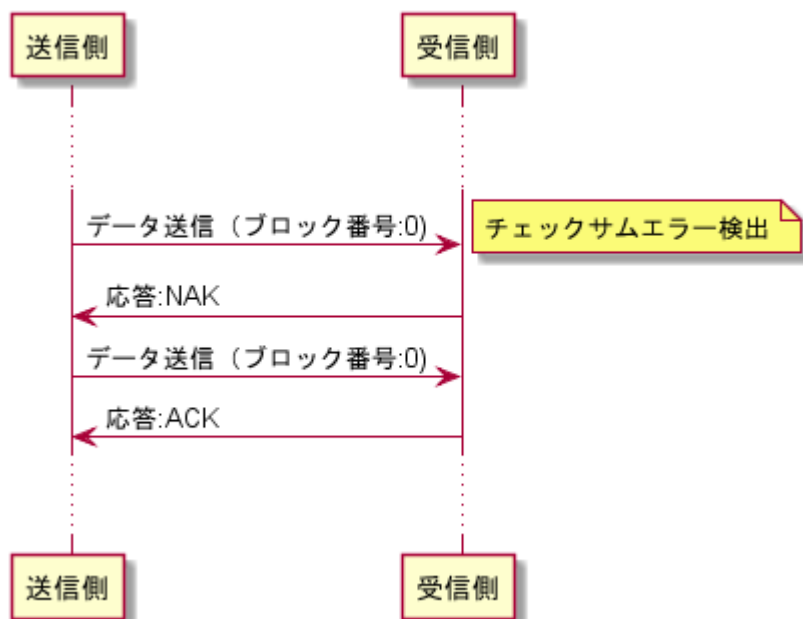 送信側
受信側
データ送信（ブロック番号:0)
チェックサムエラー検出
応答:NAK
データ送信（ブロック番号:0)
応答:ACK
送信側
受信側